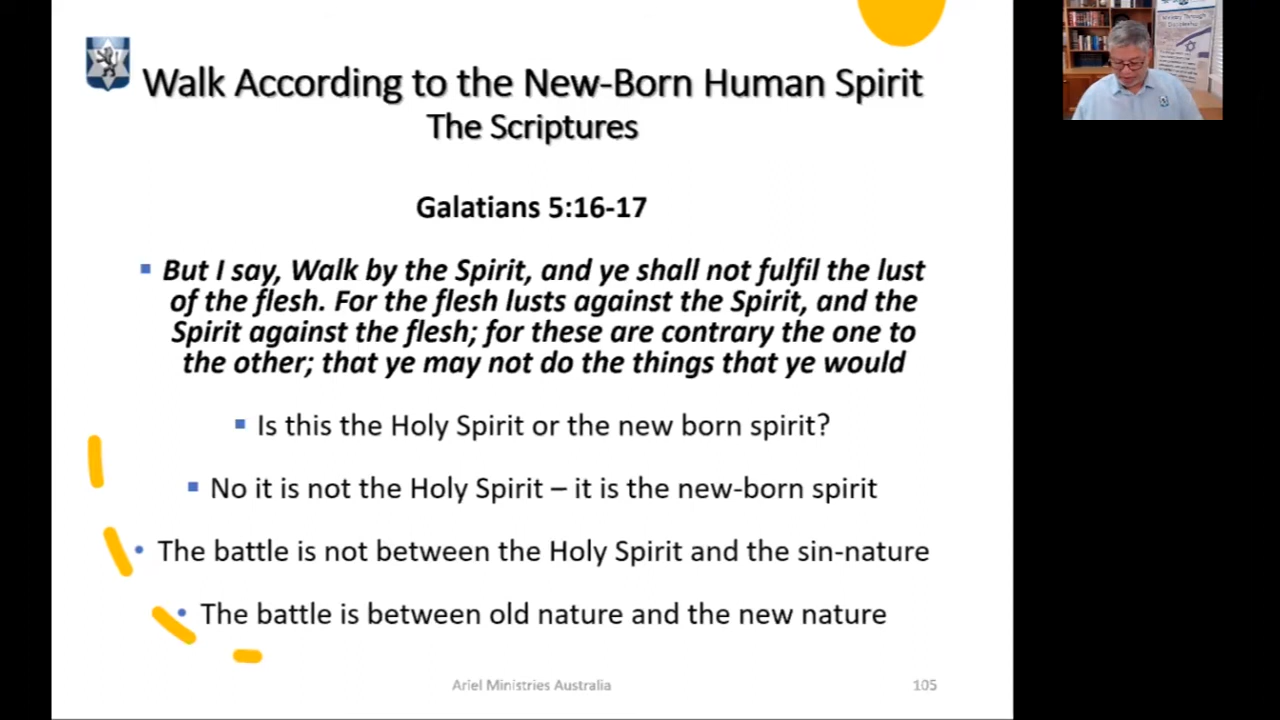 Walk According to the New-Born Human Spirit
The Scriptures
Galatians 5:16-17
But I say, Walk by the Spirit, and ye shall not fulfil the lust
of the flesh. For the flesh lusts against the Spirit, and the
Spirit against the flesh; for these are contrary the one to
the other; that ye may not do the things that ye would
Is this the Holy Spirit or the new born spirit?
No it is not the Holy Spirit – it is the new-born spirit
The battle is not between the Holy Spirit and the sin-nature
The battle is between old nature and the new nature
Ariel Ministries Australia
105
Ministry Through
Discipleship